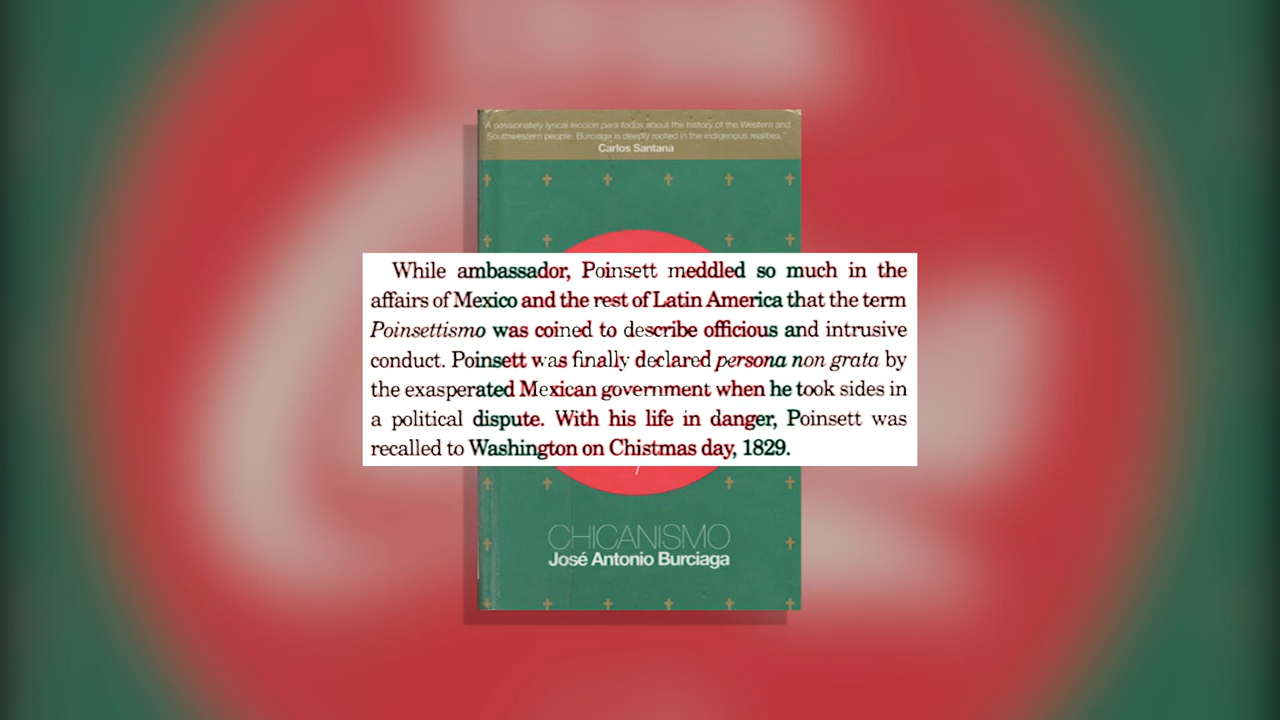 "A passionately lyrical lección para todos about the history of the Western and
Southwestern people. Burciaga is deeply rooted in the indigenous realities."
Carlos Santana
While ambassador, Poinsett meddled so much in the
affairs of Mexico and the rest of Latin America that the term
Poinsettismo was coined to describe officious and intrusive
conduct. Poinsett was finally declared persona non grata by
the exasperated Mexican government when he took sides in
a political dispute. With his life in danger, Poinsett was
recalled to Washington on Chistmas day, 1829.
CHICANISMO
José Antonio Burciaga